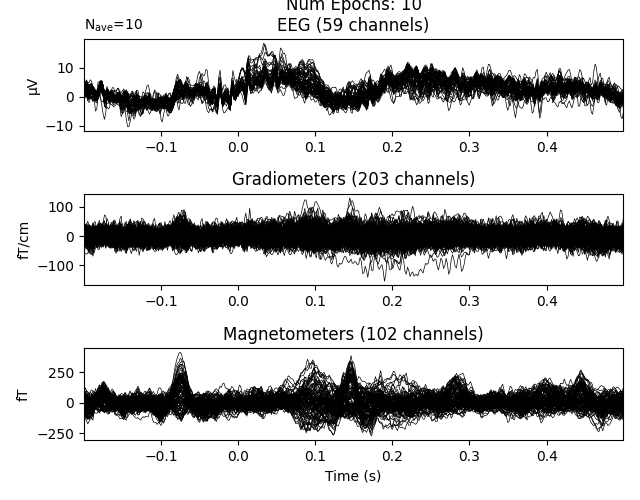 Num Epochs: 10
N_ave=10
EEG (59 channels)
µV
10
0
−10
−0.1 0.0 0.1 0.2 0.3 0.4
Gradiometers (203 channels)
fT/cm
100
0
−100
−0.1 0.0 0.1 0.2 0.3 0.4
Magnetometers (102 channels)
fT
250
0
−250
−0.1 0.0 0.1 0.2 0.3 0.4
Time (s)